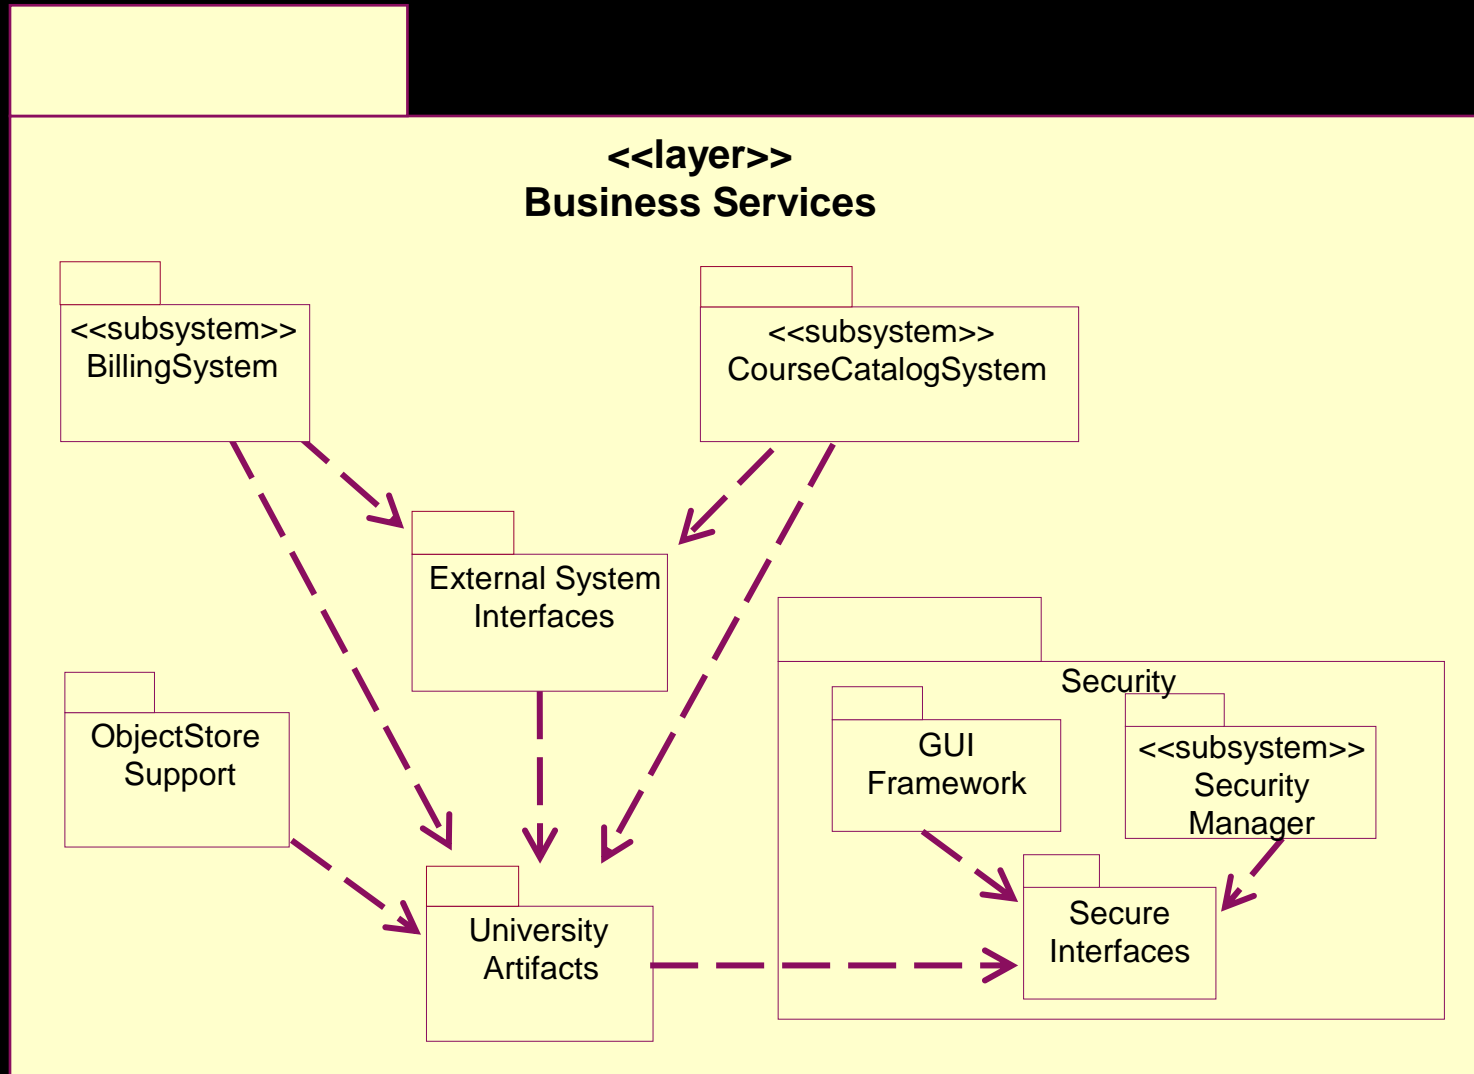 <<layer>>
Business Services
<<subsystem>>
BillingSystem
<<subsystem>>
CourseCatalogSystem
External System
Interfaces
Security
ObjectStore
Support
GUI
Framework
<<subsystem>>
Security
Manager
University
Artifacts
Secure
Interfaces